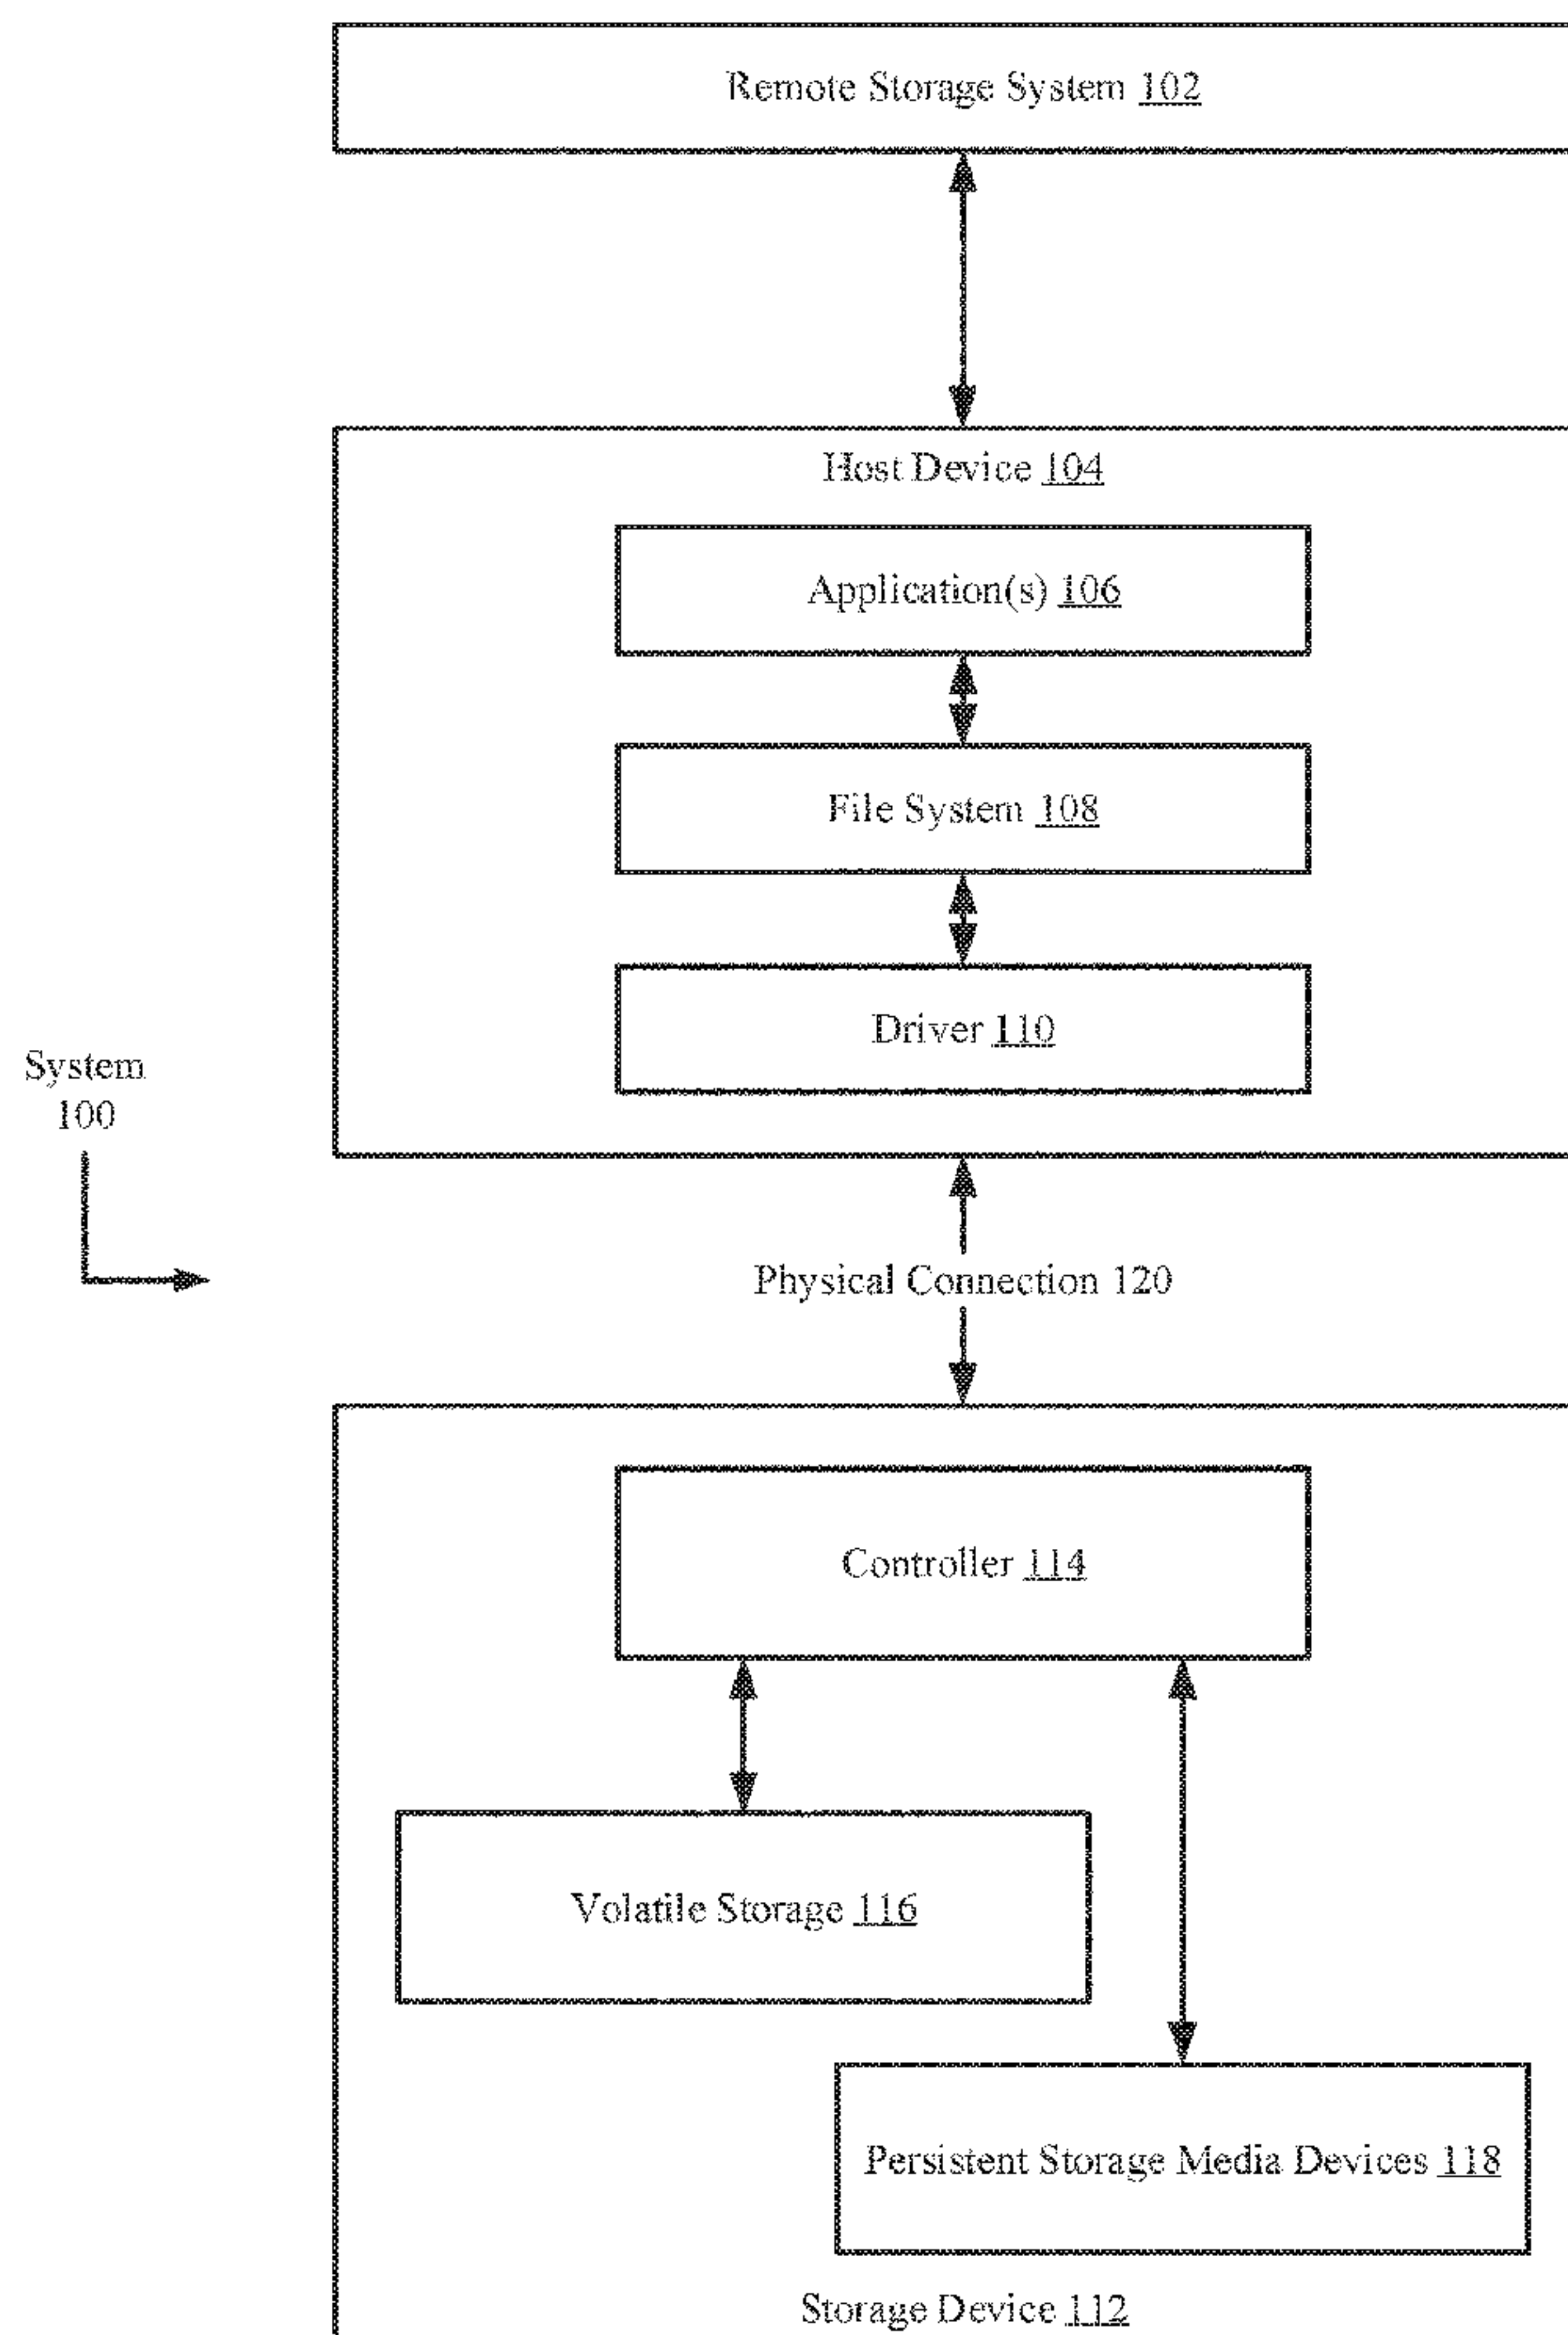 Remote Storage System 102
Host Device 104
Application(s) 106
File System 108
Driver 110
System
100
Physical Connection 120
Controller 114
Volatile Storage 116
Persistent Storage Media Devices 118
Storage Device 112